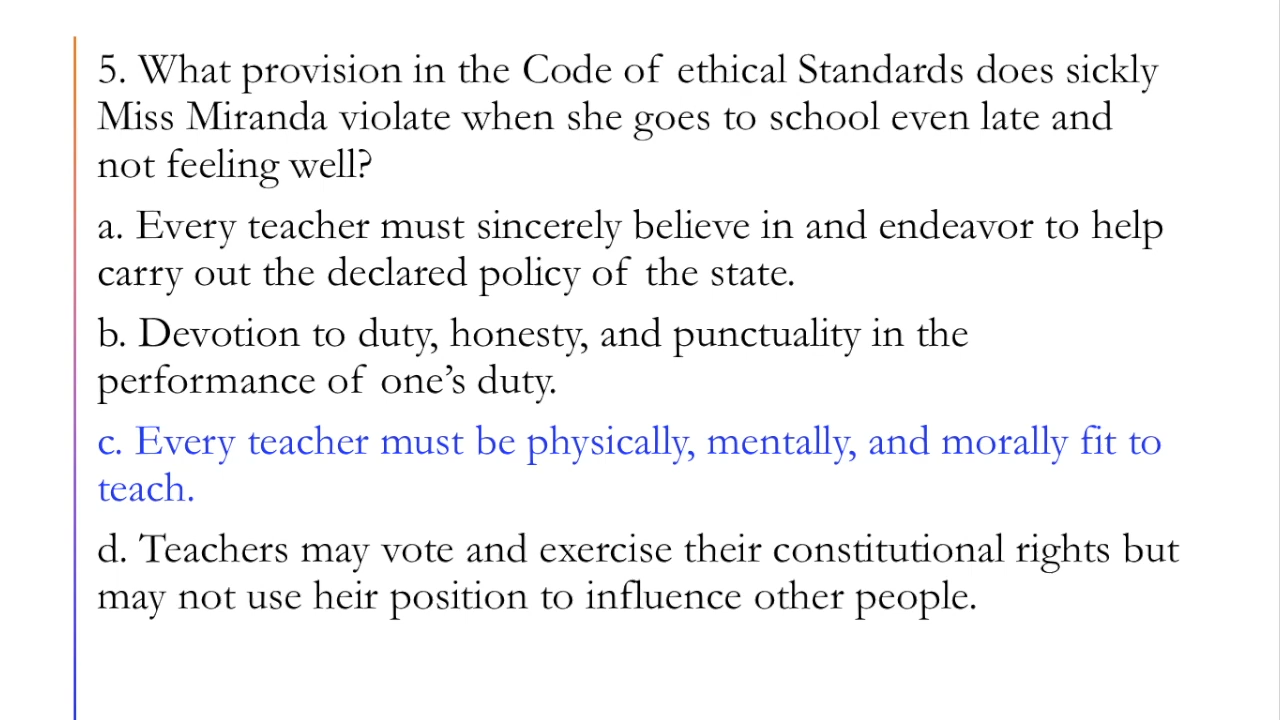 5. What provision in the Code of ethical Standards does sickly
Miss Miranda violate when she goes to school even late and
not feeling well?
a. Every teacher must sincerely believe in and endeavor to help
carry out the declared policy of the state.
b. Devotion to duty, honesty, and punctuality in the
performance of one’s duty.
c. Every teacher must be physically, mentally, and morally fit to
teach.
d. Teachers may vote and exercise their constitutional rights but
may not use heir position to influence other people.